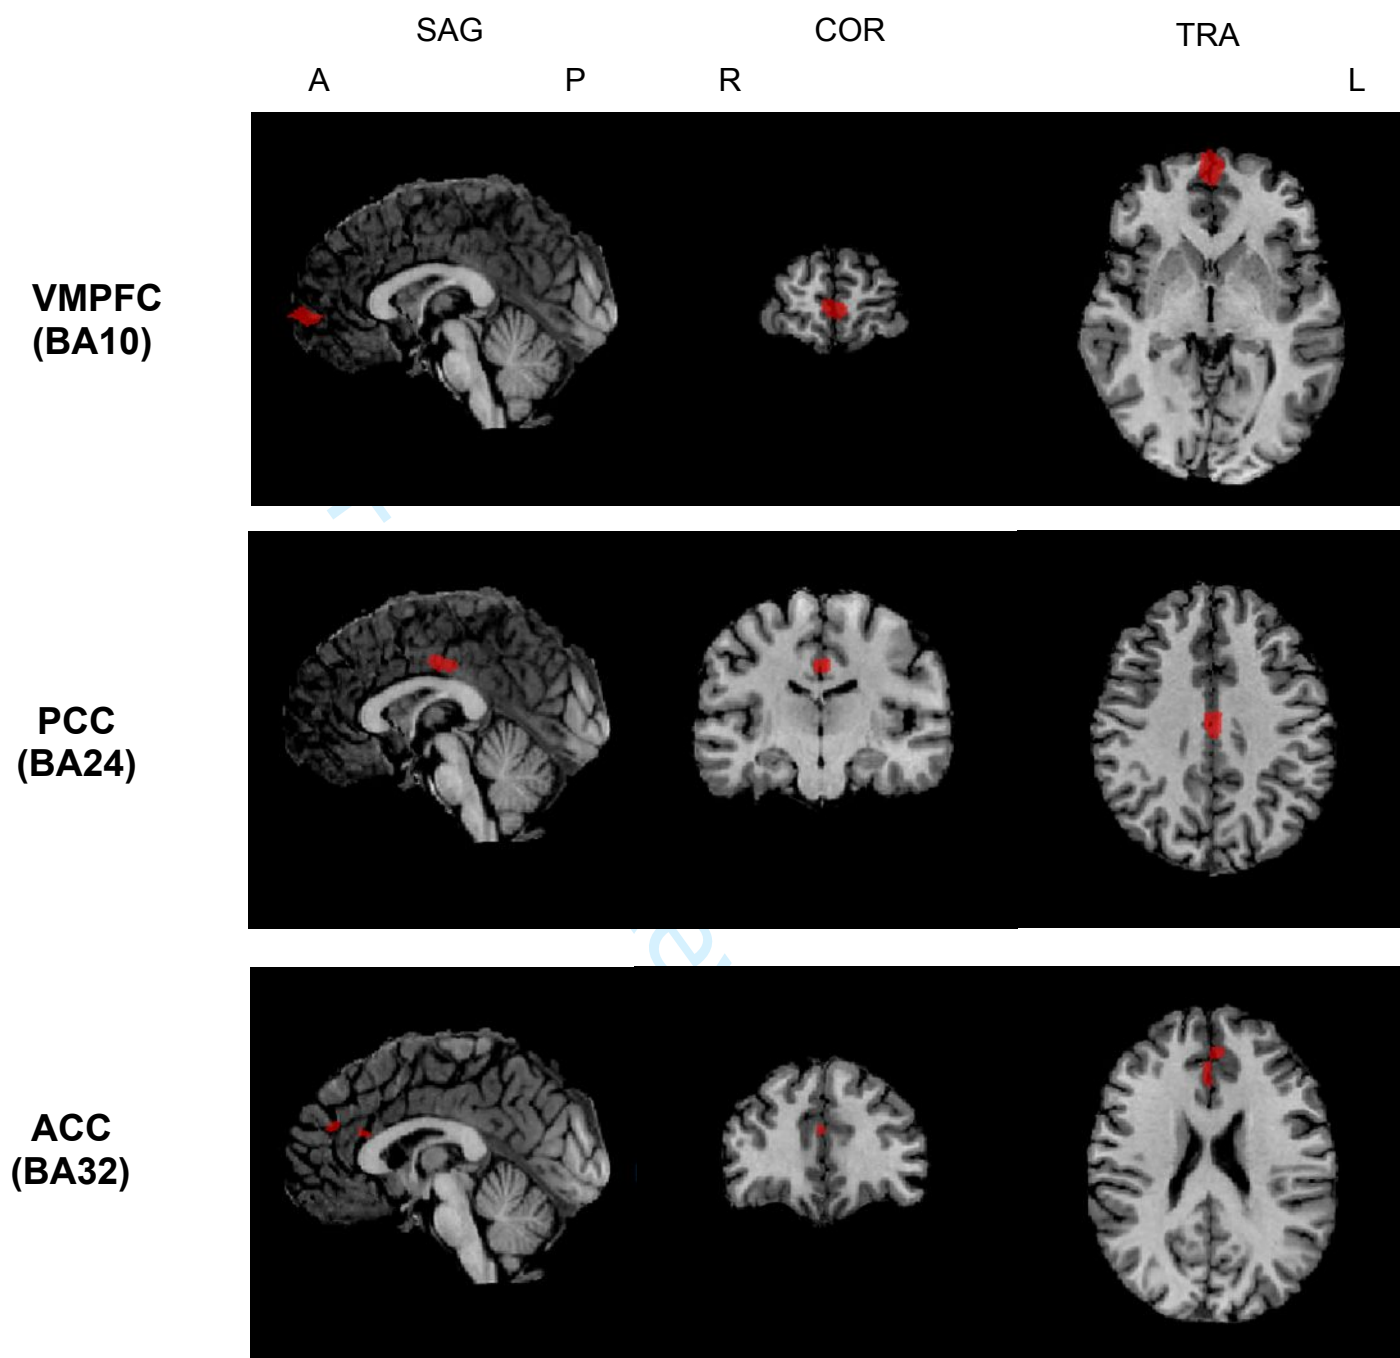 SAG COR TRA
A P R L
VMPFC
(BA10)
PCC
(BA24)
ACC
(BA32)